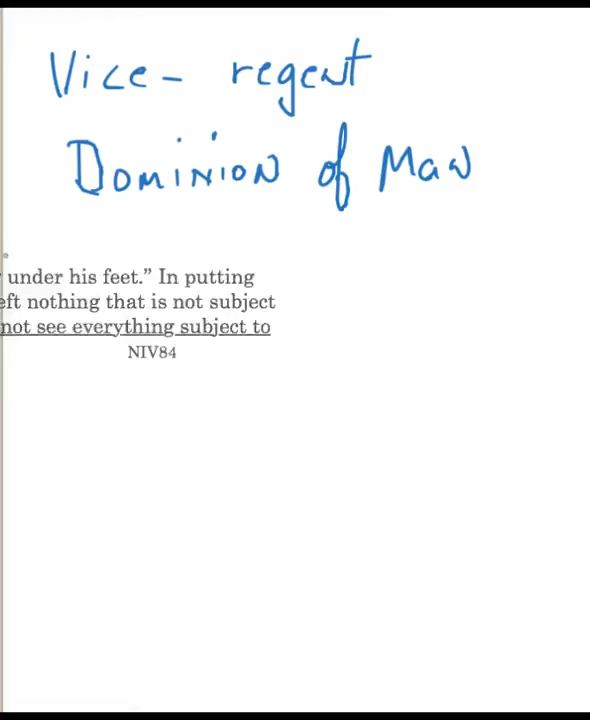 Vice - regent
Dominion of Man
under his feet.” In putting
eft nothing that is not subject
not see everything subject to
NIV84